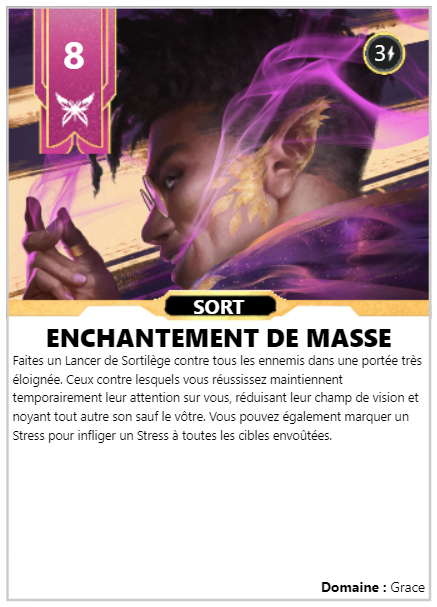 8
3
SORT
ENCHANTEMENT DE MASSE
Faites un Lancer de Sortilège contre tous les ennemis dans une portée très
éloignée. Ceux contre lesquels vous réussissez maintiennent
temporairement leur attention sur vous, réduisant leur champ de vision et
noyant tout autre son sauf le vôtre. Vous pouvez également marquer un
Stress pour infliger un Stress à toutes les cibles envoûtées.
Domaine : Grace